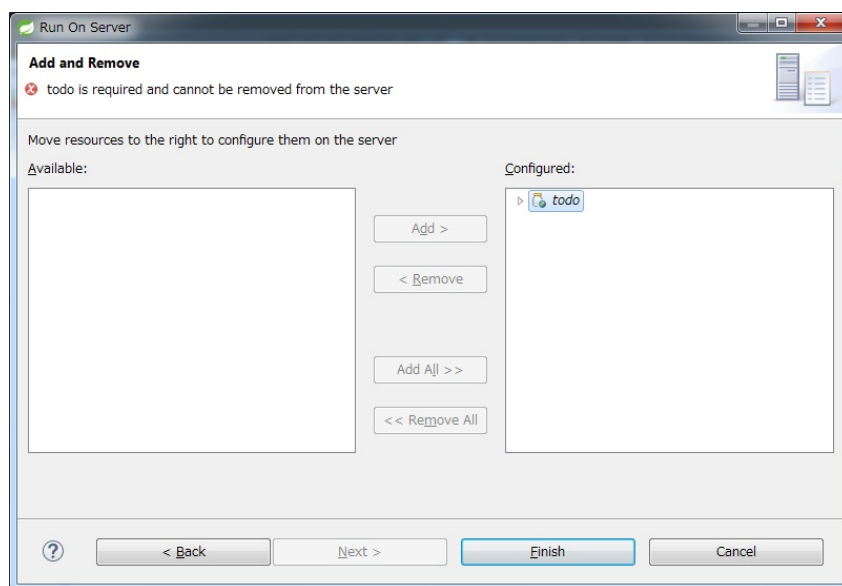 Run On Server
Add and Remove
todo is required and cannot be removed from the server
Move resources to the right to configure them on the server
Available:
Configured:
todo
Add >
< Remove
Add All >>
<< Remove All
?
< Back
Next >
Finish
Cancel